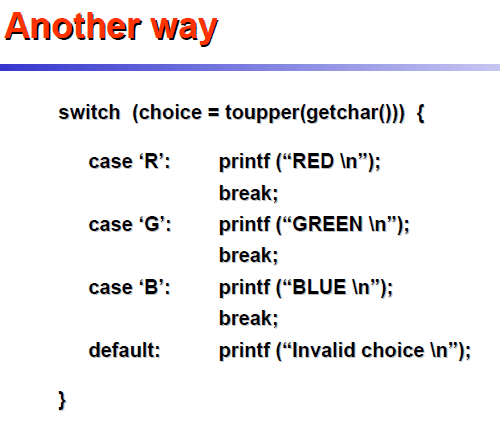 Another way
switch (choice = toupper(getchar())) {
case ‘R’: printf (“RED \n”);
break;
case ‘G’: printf (“GREEN \n”);
break;
case ‘B’: printf (“BLUE \n”);
break;
default: printf (“Invalid choice \n”);
}